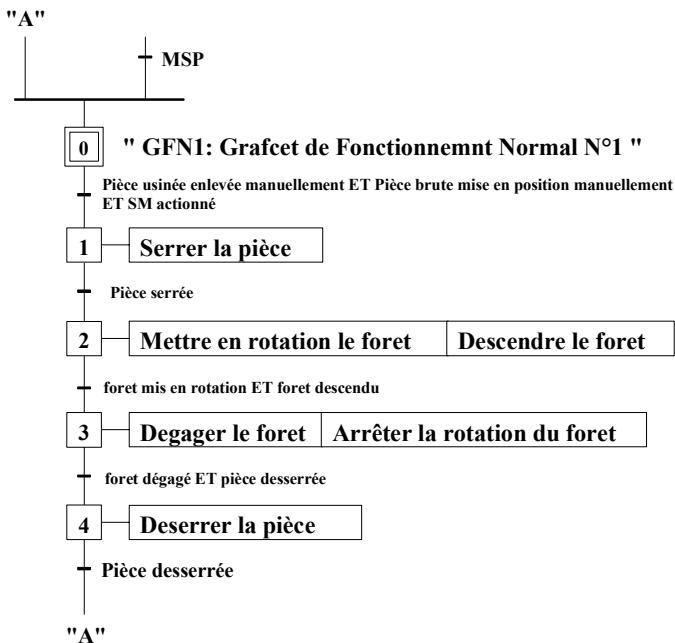 "A"
MSP
0
" GFN1: Grafcet de Fonctionnemnt Normal N°1 "
Pièce usinée enlevée manuellement ET Pièce brute mise en position manuellement
ET SM actionné
1 Serrer la pièce
Pièce serrée
2 Mettre en rotation le foret Descendre le foret
foret mis en rotation ET foret descendu
3 Degager le foret Arrêter la rotation du foret
foret dégagé ET pièce desserrée
4 Deserrer la pièce
Pièce desserrée
"A"